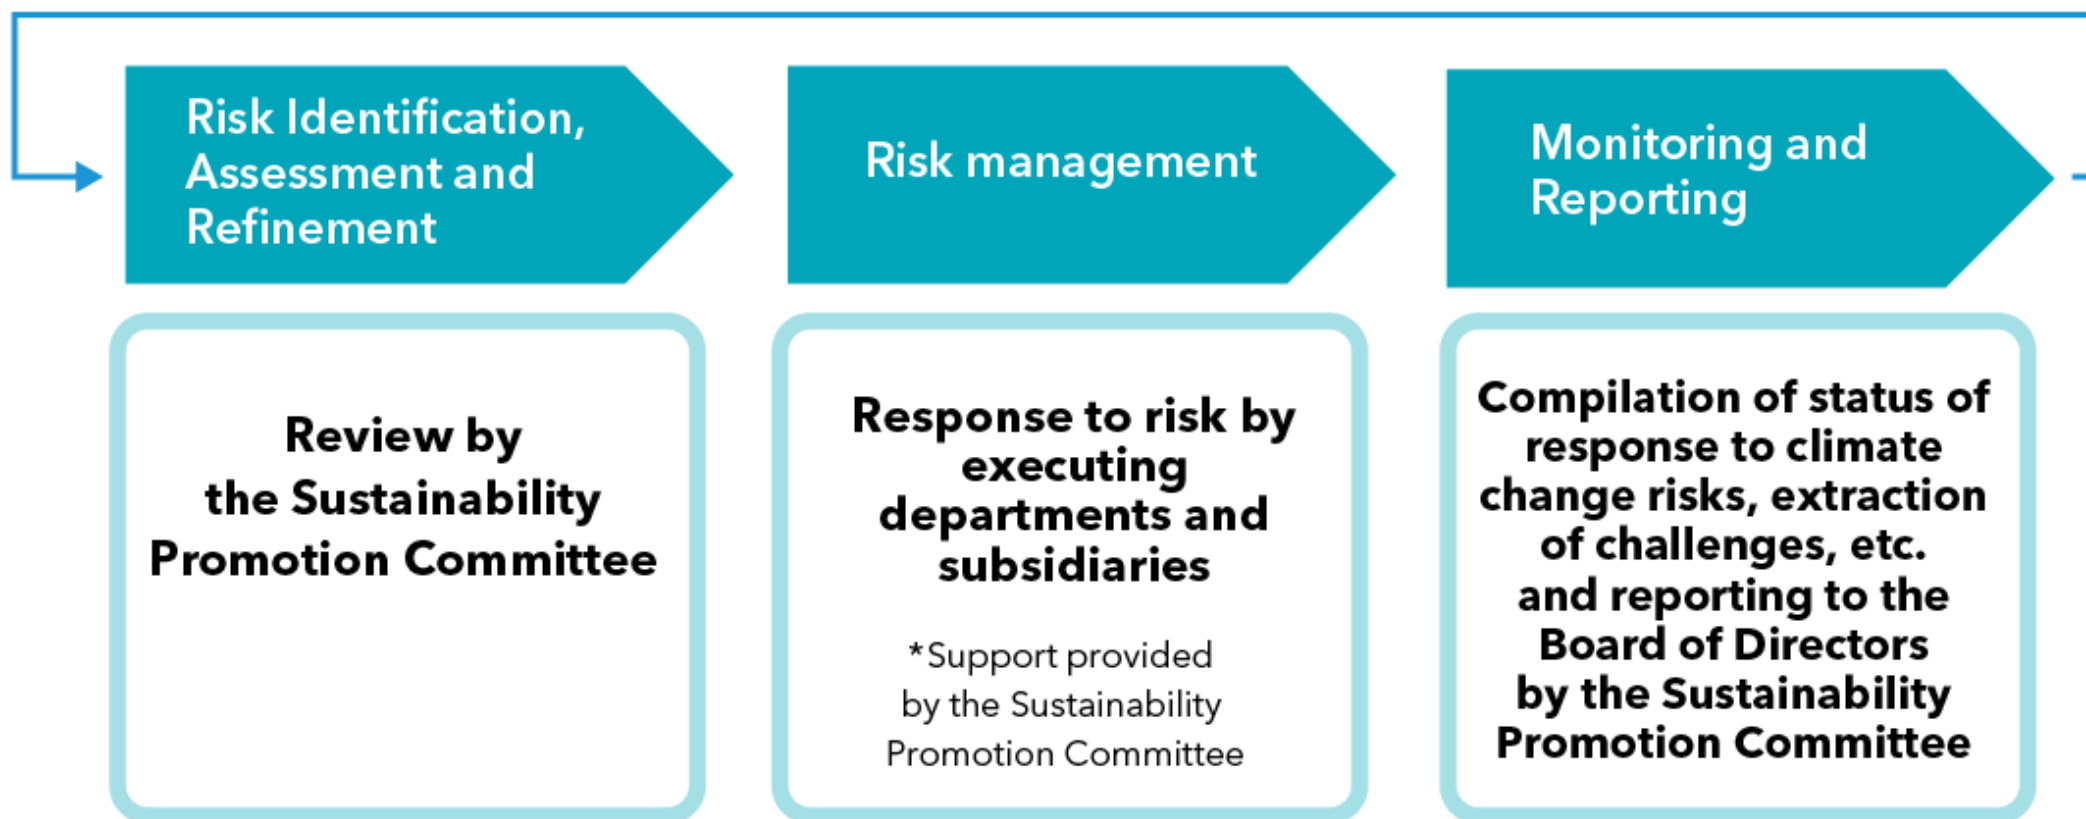 Risk Identification,
Assessment and
Refinement
Risk management
Monitoring and
Reporting
Review by
the Sustainability
Promotion Committee
Response to risk by
executing
departments and
subsidiaries
*Support provided
by the Sustainability
Promotion Committee
Compilation of status of
response to climate
change risks, extraction
of challenges, etc.
and reporting to the
Board of Directors
by the Sustainability
Promotion Committee